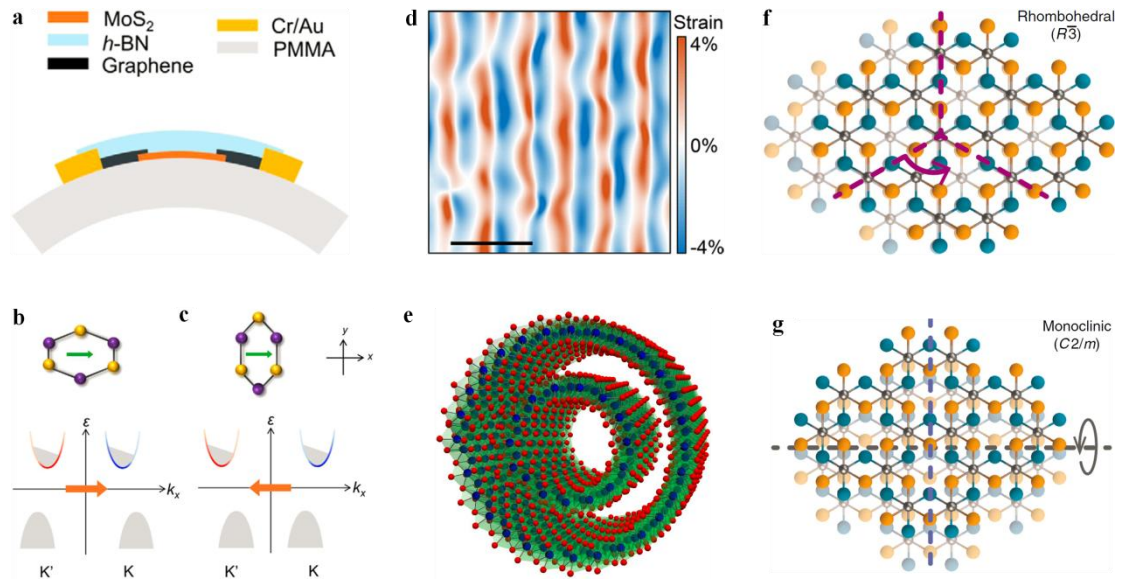 a
MoS2
h-BN
Graphene
Cr/Au
PMMA
b
c
y
x
ε
kx
K'
K
ε
kx
K'
K
d
Strain
4%
0%
-4%
e
f
Rhombohedral
(R3̅)
g
Monoclinic
(C2/m)